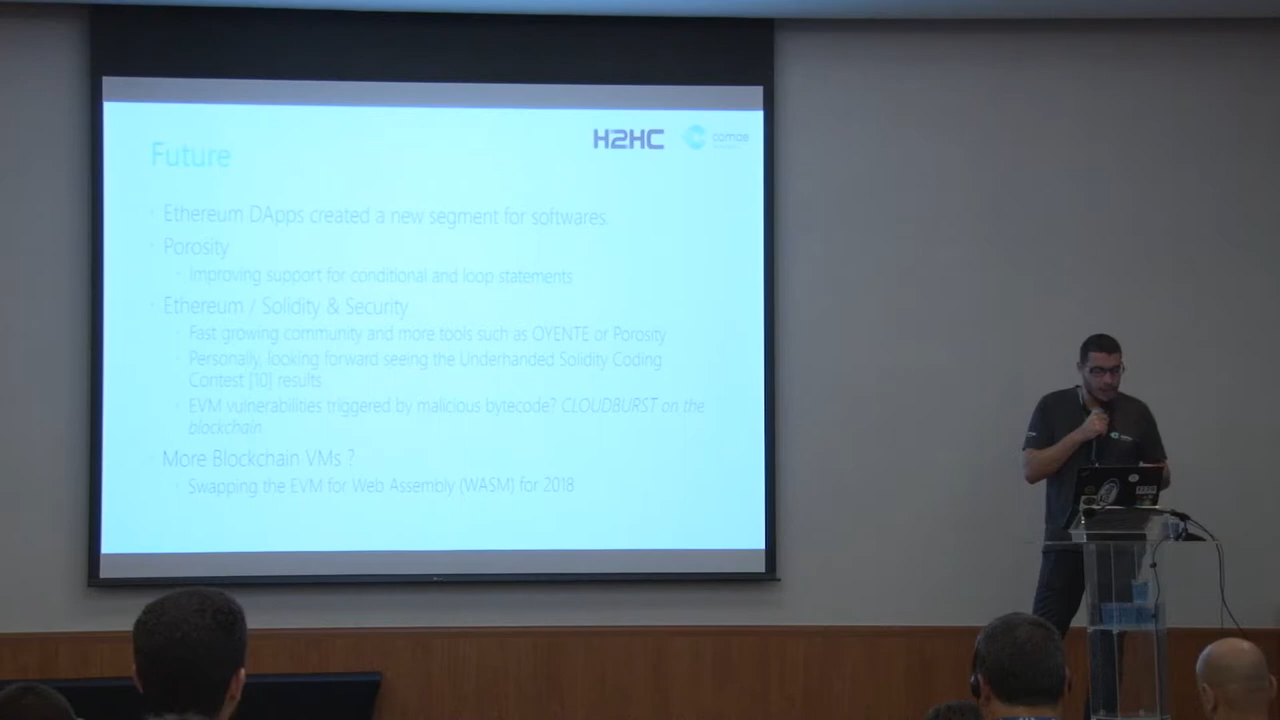 H2HC
comae
Future
Ethereum DApps created a new segment for softwares.
Porosity
Improving support for conditional and loop statements
Ethereum / Solidity & Security
Fast growing community and more tools such as OYENTE or Porosity
Personally, looking forward seeing the Underhanded Solidity Coding
Contest [10] results
EVM vulnerabilities triggered by malicious bytecode? CLOUDBURST on the
blockchain
More Blockchain VMs ?
Swapping the EVM for Web Assembly (WASM) for 2018